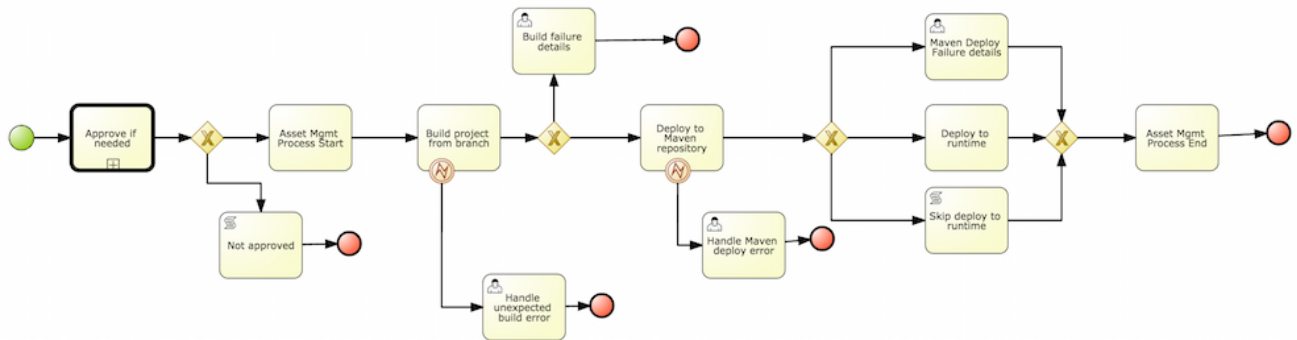 Build failure
details
Maven Deploy
Failure details
Approve if
needed
Asset Mgmt
Process Start
Build project
from branch
Deploy to
Maven
repository
Deploy to
runtime
Asset Mgmt
Process End
Not approved
Handle Maven
deploy error
Skip deploy to
runtime
Handle
unexpected
build error